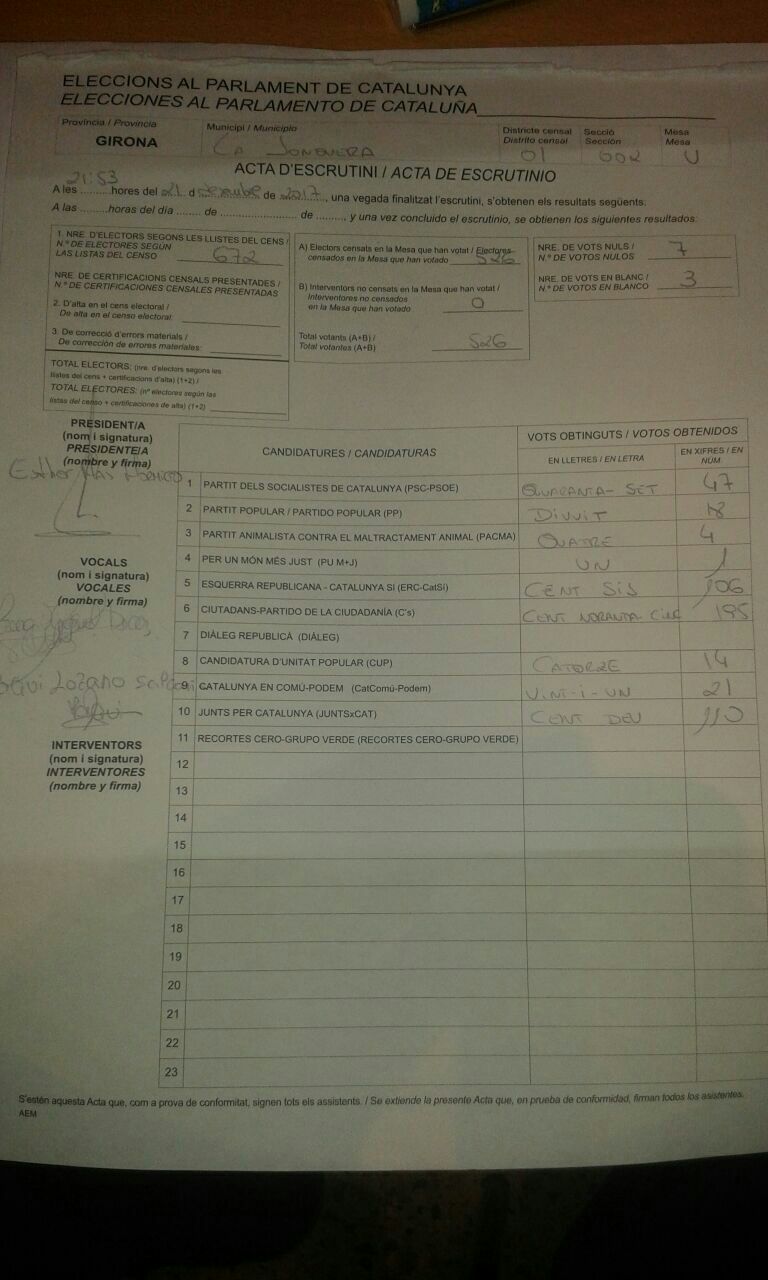 ELECCIONS AL PARLAMENT DE CATALUNYA
ELECCIONES AL PARLAMENTO DE CATALUÑA
Província / Provincia
GIRONA
Municipi / Municipio
LA JONQUERA
Districte censal
Distrito censal
01
Secció
Sección
002
Mesa
Mesa
U
ACTA D'ESCRUTINI / ACTA DE ESCRUTINIO
A les 21:53 hores del 21 d desembre de 2017, una vegada finalitzat l'escrutini, s'obtenen els resultats següents:
A las ......... horas del día ....... de ...................... de ......... y una vez concluido el escrutinio, se obtienen los siguientes resultados:
1. NRE. D'ELECTORS SEGONS LES LLISTES DEL CENS /
N.º DE ELECTORES SEGÚN
LAS LISTAS DEL CENSO 672
NRE. DE CERTIFICACIONS CENSALS PRESENTADES /
N.º DE CERTIFICACIONES CENSALES PRESENTADAS
2. D'alta en el cens electoral /
De alta en el censo electoral:
3. De correcció d'errors materials /
De corrección de errores materiales:
TOTAL ELECTORS: (nre. d'electors segons les
llistes del cens + certificacions d'alta) (1+2) /
TOTAL ELECTORES: (nº electores según las
listas del censo + certificaciones de alta) (1+2)
A) Electors censats en la Mesa que han votat / Electores
censados en la Mesa que han votado 526
B) Interventors no censats en la Mesa que han votat /
Interventores no censados
en la Mesa que han votado 0
Total votants (A+B) /
Total votantes (A+B) 526
NRE. DE VOTS NULS /
N.º DE VOTOS NULOS 7
NRE. DE VOTS EN BLANC /
N.º DE VOTOS EN BLANCO 3
PRESIDENT/A
(nom i signatura)
PRESIDENTE/A
(nombre y firma)
Esther Mas
VOCALS
(nom i signatura)
VOCALES
(nombre y firma)
Lozano
INTERVENTORS
(nom i signatura)
INTERVENTORES
(nombre y firma)
CANDIDATURES / CANDIDATURAS
VOTS OBTINGUTS / VOTOS OBTENIDOS
EN LLETRES / EN LETRA
EN XIFRES / EN NÚM.
1 PARTIT DELS SOCIALISTES DE CATALUNYA (PSC-PSOE) QUARANTA-SET 47
2 PARTIT POPULAR / PARTIDO POPULAR (PP) DIVUIT 18
3 PARTIT ANIMALISTA CONTRA EL MALTRACTAMENT ANIMAL (PACMA) QUATRE 4
4 PER UN MÓN MÉS JUST (PU M+J) UN 1
5 ESQUERRA REPUBLICANA - CATALUNYA SÍ (ERC-CatSí) CENT SIS 106
6 CIUTADANS-PARTIDO DE LA CIUDADANÍA (C's) CENT NORANTA-CINC 195
7 DIÀLEG REPUBLICÀ (DIÀLEG)
8 CANDIDATURA D'UNITAT POPULAR (CUP) CATORZE 14
9 CATALUNYA EN COMÚ-PODEM (CatComú-Podem) VINT-I-UN 21
10 JUNTS PER CATALUNYA (JUNTSxCAT) CENT DEU 110
11 RECORTES CERO-GRUPO VERDE (RECORTES CERO-GRUPO VERDE)
12
13
14
15
16
17
18
19
20
21
22
23
S'estén aquesta Acta que, com a prova de conformitat, signen tots els assistents. / Se extiende la presente Acta que, en prueba de conformidad, firman todos los asistentes.
AEM